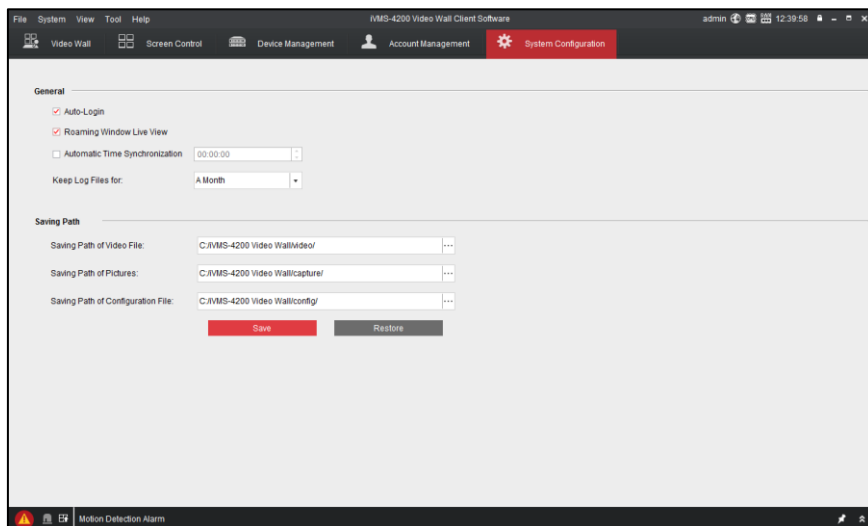 File System View Tool Help iVMS-4200 Video Wall Client Software admin 12:39:58
Video Wall Screen Control Device Management Account Management System Configuration
General
Auto-Login
Roaming Window Live View
Automatic Time Synchronization 00:00:00
Keep Log Files for: A Month
Saving Path
Saving Path of Video File: C:/iVMS-4200 Video Wall/video/ ...
Saving Path of Pictures: C:/iVMS-4200 Video Wall/capture/ ...
Saving Path of Configuration File: C:/iVMS-4200 Video Wall/config/ ...
Save Restore
Motion Detection Alarm